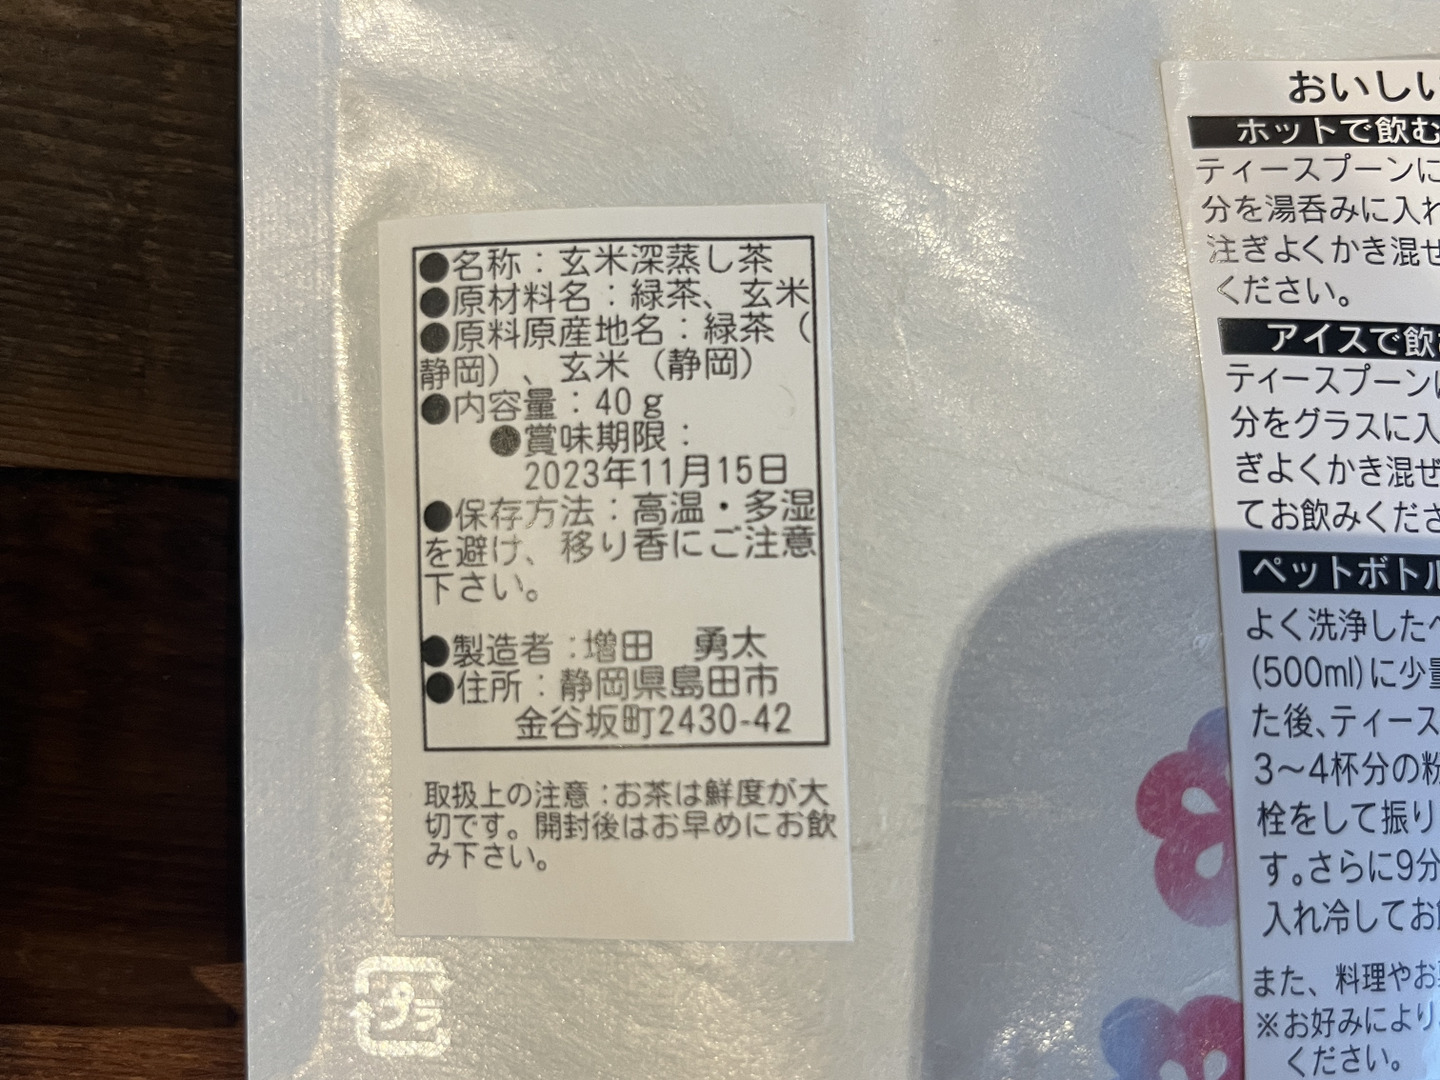 ●名称：玄米深蒸し茶
●原材料名：緑茶、玄米
●原料原産地名：緑茶（
静岡）、玄米（静岡）
●内容量：40ｇ
●賞味期限：
2023年11月15日
●保存方法：高温・多湿
を避け、移り香にご注意
下さい。
●製造者：増田　勇太
●住所：静岡県島田市
金谷坂町2430-42
取扱上の注意：お茶は鮮度が大
切です。開封後はお早めにお飲
み下さい。
プラ
おいしい
ホットで飲む
ティースプーンに
分を湯呑みに入れ
注ぎよくかき混ぜ
ください。
アイスで飲
ティースプーンに
分をグラスに入
ぎよくかき混ぜ
てお飲みくださ
ペットボトル
よく洗浄したペ
(500ml)に少量
た後、ティース
3〜4杯分の粉
栓をして振り
す。さらに9分
入れ冷してお
また、料理やお
※お好みにより
ください。